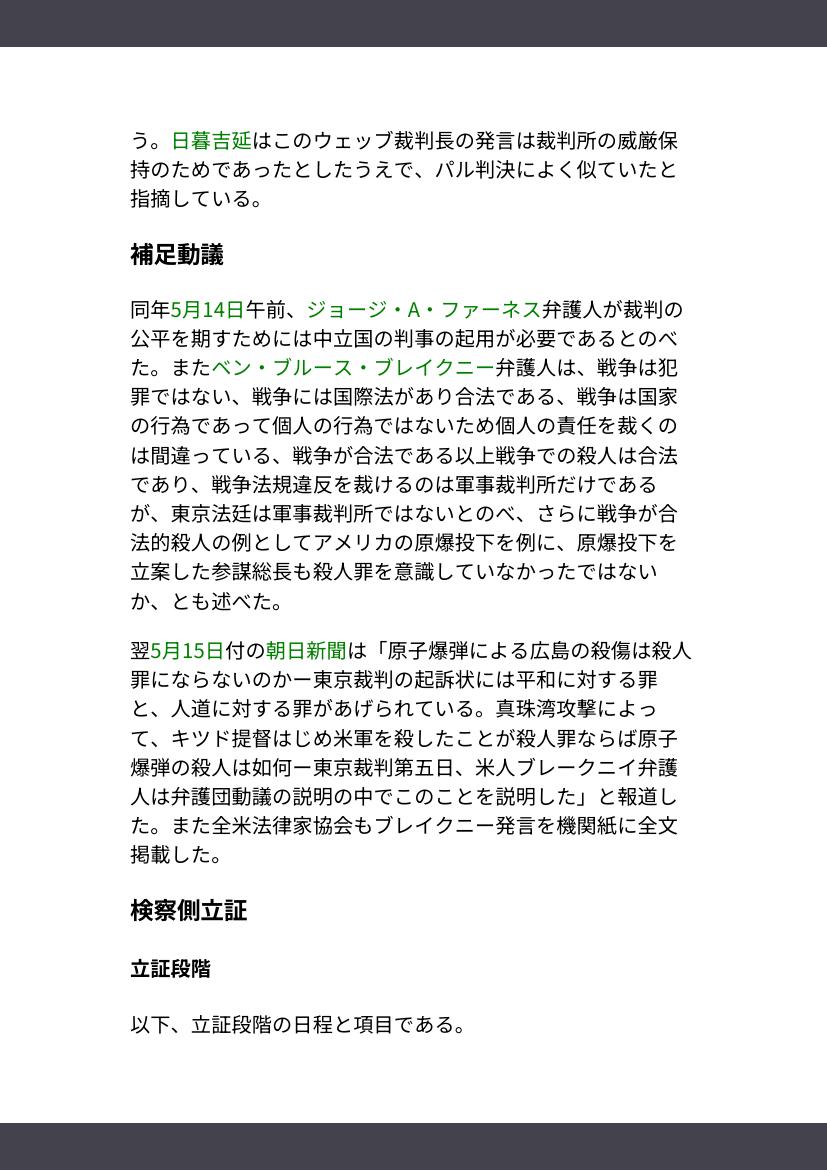 う。日暮吉延はこのウェッブ裁判長の発言は裁判所の威厳保
持のためであったとしたうえで、パル判決によく似ていたと
指摘している。
補足動議
同年5月14日午前、ジョージ・A・ファーネス弁護人が裁判の
公平を期すためには中立国の判事の起用が必要であるとのべ
た。またベン・ブルース・ブレイクニー弁護人は、戦争は犯
罪ではない、戦争には国際法があり合法である、戦争は国家
の行為であって個人の行為ではないため個人の責任を裁くの
は間違っている、戦争が合法である以上戦争での殺人は合法
であり、戦争法規違反を裁けるのは軍事裁判所だけである
が、東京法廷は軍事裁判所ではないとのべ、さらに戦争が合
法的殺人の例としてアメリカの原爆投下を例に、原爆投下を
立案した参謀総長も殺人罪を意識していなかったではない
か、とも述べた。
翌5月15日付の朝日新聞は「原子爆弾による広島の殺傷は殺人
罪にならないのかー東京裁判の起訴状には平和に対する罪
と、人道に対する罪があげられている。真珠湾攻撃によっ
て、キツド提督はじめ米軍を殺したことが殺人罪ならば原子
爆弾の殺人は如何ー東京裁判第五日、米人ブレークニイ弁護
人は弁護団動議の説明の中でこのことを説明した」と報道し
た。また全米法律家協会もブレイクニー発言を機関紙に全文
掲載した。
検察側立証
立証段階
以下、立証段階の日程と項目である。